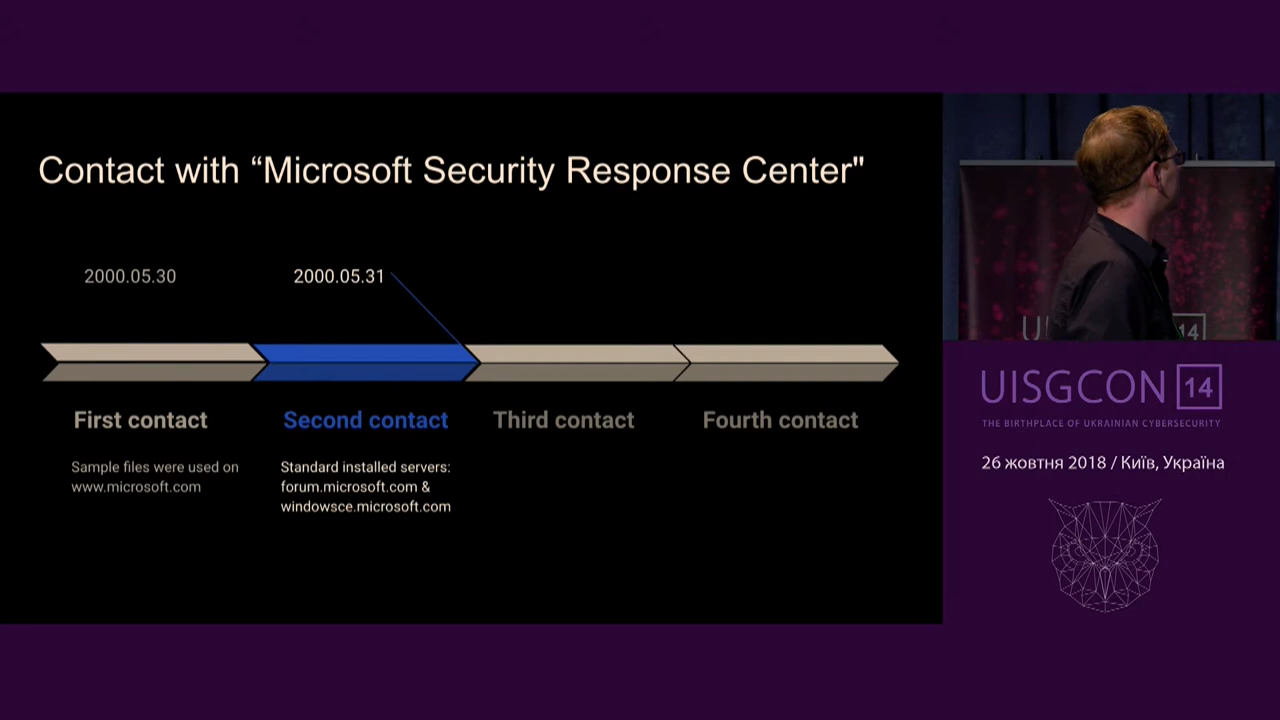 Contact with “Microsoft Security Response Center"
2000.05.30
2000.05.31
First contact
Second contact
Third contact
Fourth contact
Sample files were used on
www.microsoft.com
Standard installed servers:
forum.microsoft.com &
windowsce.microsoft.com
14
UISGCON 14
THE BIRTHPLACE OF UKRAINIAN CYBERSECURITY
26 жовтня 2018 / Київ, Україна